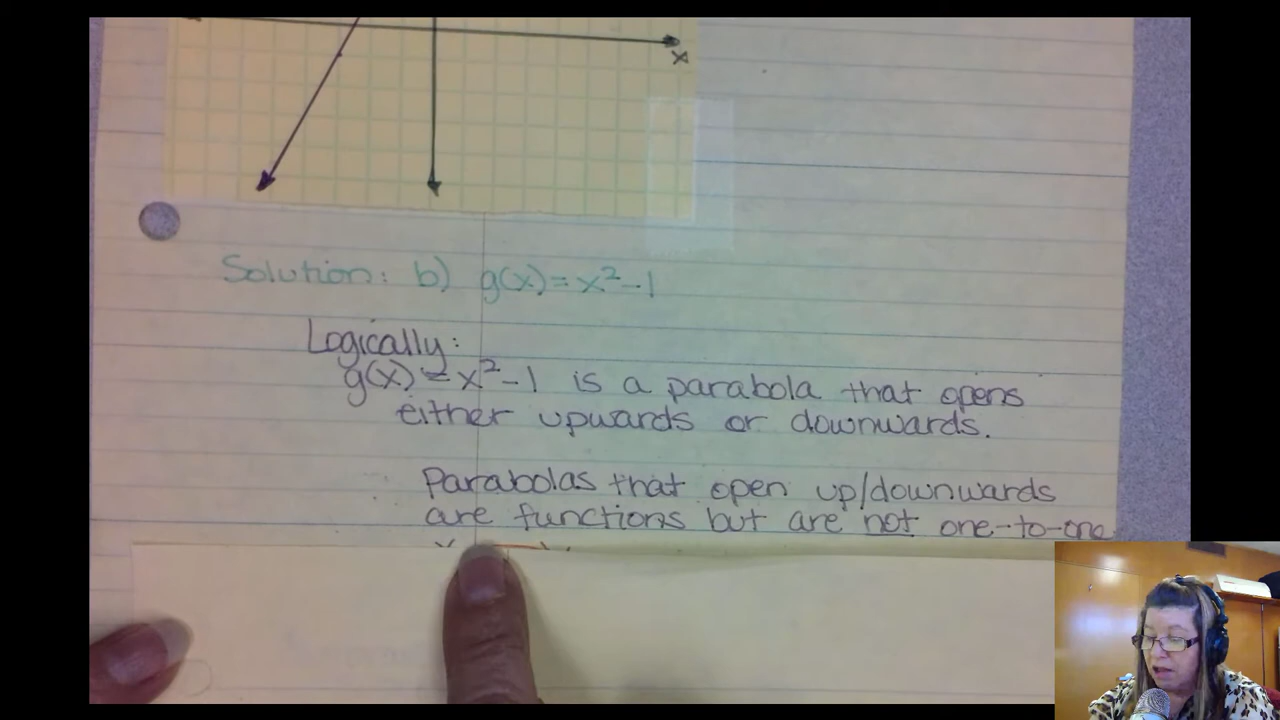 x
Solution: b) g(x) = x² - 1
Logically:
g(x) = x² - 1 is a parabola that opens
either upwards or downwards.
Parabolas that open up/downwards
are functions but are not one-to-one